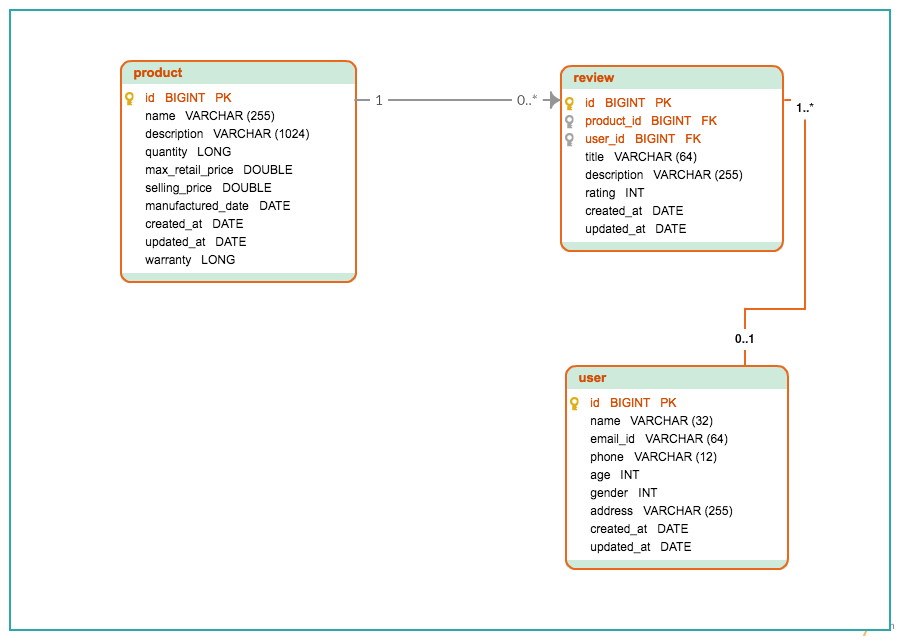 product
id BIGINT PK
name VARCHAR (255)
description VARCHAR (1024)
quantity LONG
max_retail_price DOUBLE
selling_price DOUBLE
manufactured_date DATE
created_at DATE
updated_at DATE
warranty LONG
1
0..*
review
id BIGINT PK
product_id BIGINT FK
user_id BIGINT FK
title VARCHAR (64)
description VARCHAR (255)
rating INT
created_at DATE
updated_at DATE
1..*
0..1
user
id BIGINT PK
name VARCHAR (32)
email_id VARCHAR (64)
phone VARCHAR (12)
age INT
gender INT
address VARCHAR (255)
created_at DATE
updated_at DATE